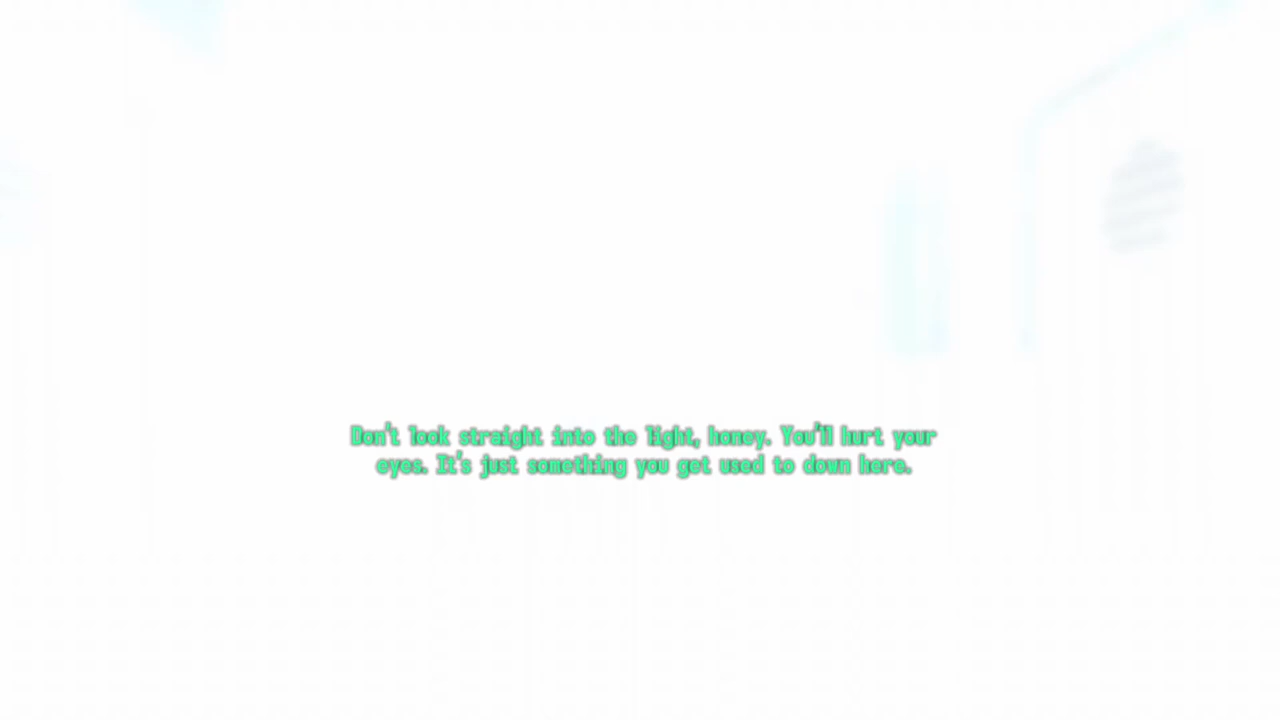 Don't look straight into the light, honey. You'll hurt your
eyes. It's just something you get used to down here.